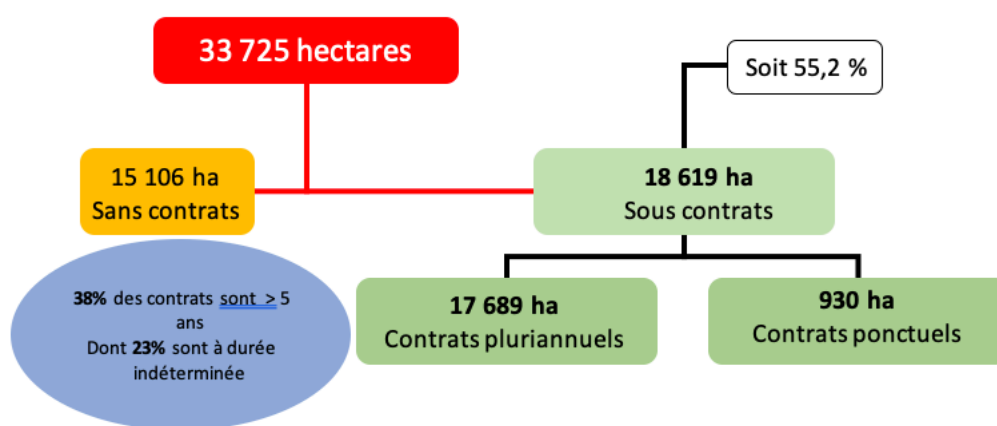 33 725 hectares
Soit 55,2 %
15 106 ha
Sans contrats
18 619 ha
Sous contrats
38% des contrats sont > 5
ans
Dont 23% sont à durée
indéterminée
17 689 ha
Contrats pluriannuels
930 ha
Contrats ponctuels